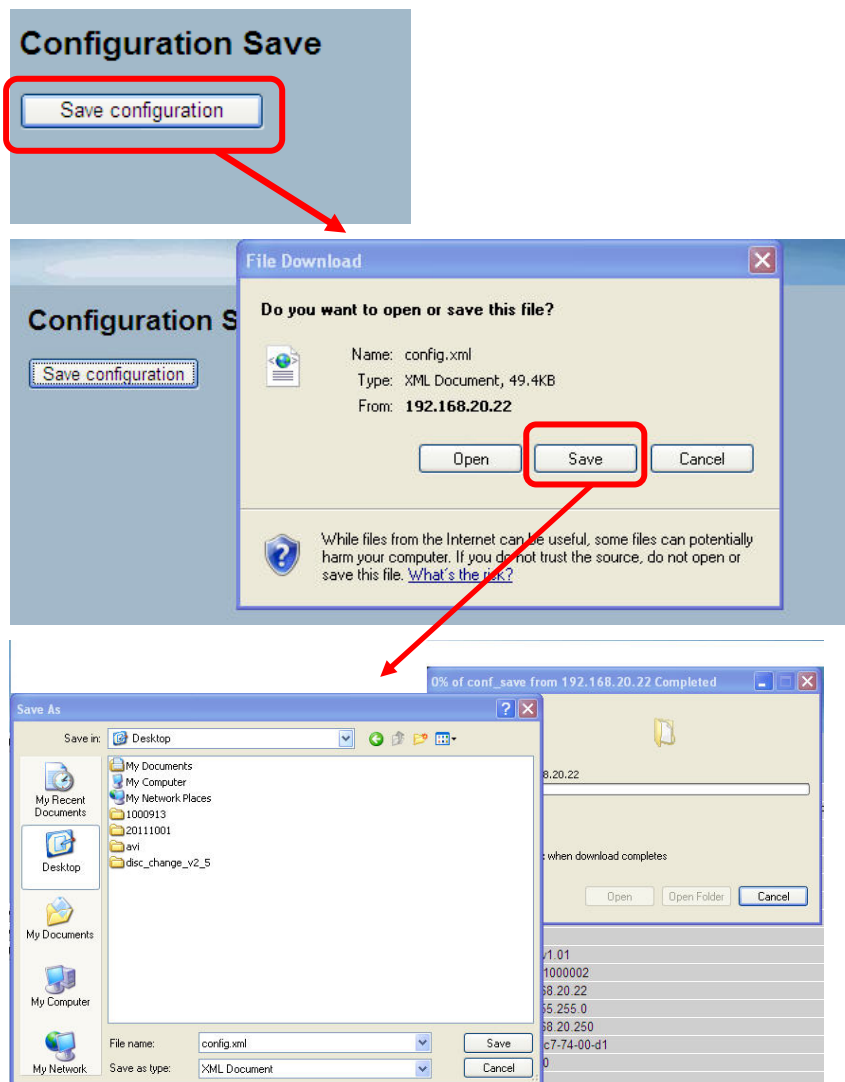 Configuration Save
Save configuration
File Download
Configuration S
Save configuration
Do you want to open or save this file?
Name: config.xml
Type: XML Document, 49.4KB
From: 192.168.20.22
Open Save Cancel
While files from the Internet can be useful, some files can potentially
harm your computer. If you do not trust the source, do not open or
save this file. What's the risk?
0% of conf_save from 192.168.20.22 Completed
Save As
Save in: Desktop
My Recent
Documents
Desktop
My Documents
My Computer
My Network
My Documents
My Computer
My Network Places
1000913
20111001
avi
disc_change_v2_5
File name: config.xml Save
Save as type: XML Document Cancel
8.20.22
when download completes
Open Open Folder Cancel
v1.01
1000002
58.20.22
55.255.0
58.20.250
c7-74-00-d1
0